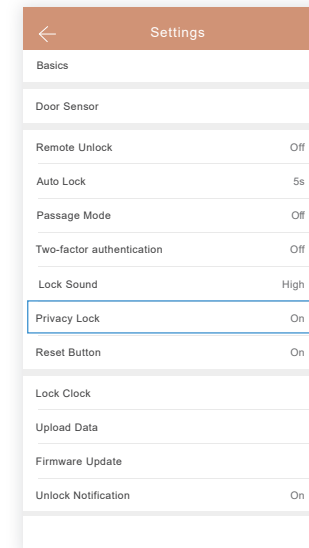 Settings
Basics
Door Sensor
Remote Unlock Off
Auto Lock 5s
Passage Mode Off
Two-factor authentication Off
Lock Sound High
Privacy Lock On
Reset Button On
Lock Clock
Upload Data
Firmware Update
Unlock Notification On